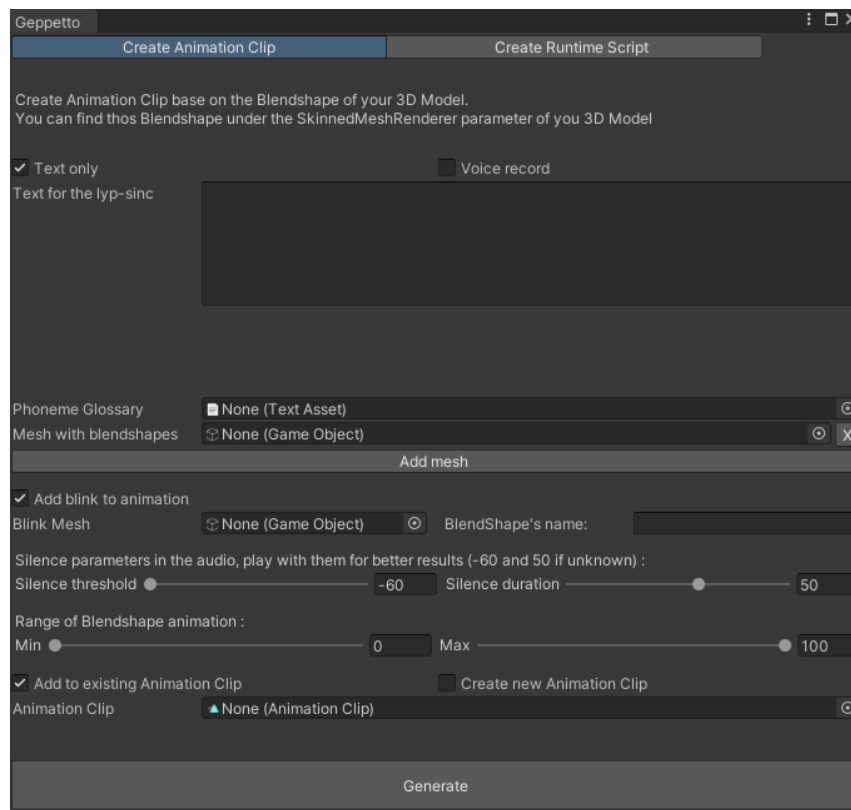 Geppetto
Create Animation Clip Create Runtime Script
Create Animation Clip base on the Blendshape of your 3D Model.
You can find thos Blendshape under the SkinnedMeshRenderer parameter of you 3D Model
Text only Voice record
Text for the lyp-sinc
Phoneme Glossary None (Text Asset)
Mesh with blendshapes None (Game Object) X
Add mesh
Add blink to animation
Blink Mesh None (Game Object) BlendShape's name:
Silence parameters in the audio, play with them for better results (-60 and 50 if unknown) :
Silence threshold -60 Silence duration 50
Range of Blendshape animation :
Min 0 Max 100
Add to existing Animation Clip Create new Animation Clip
Animation Clip None (Animation Clip)
Generate